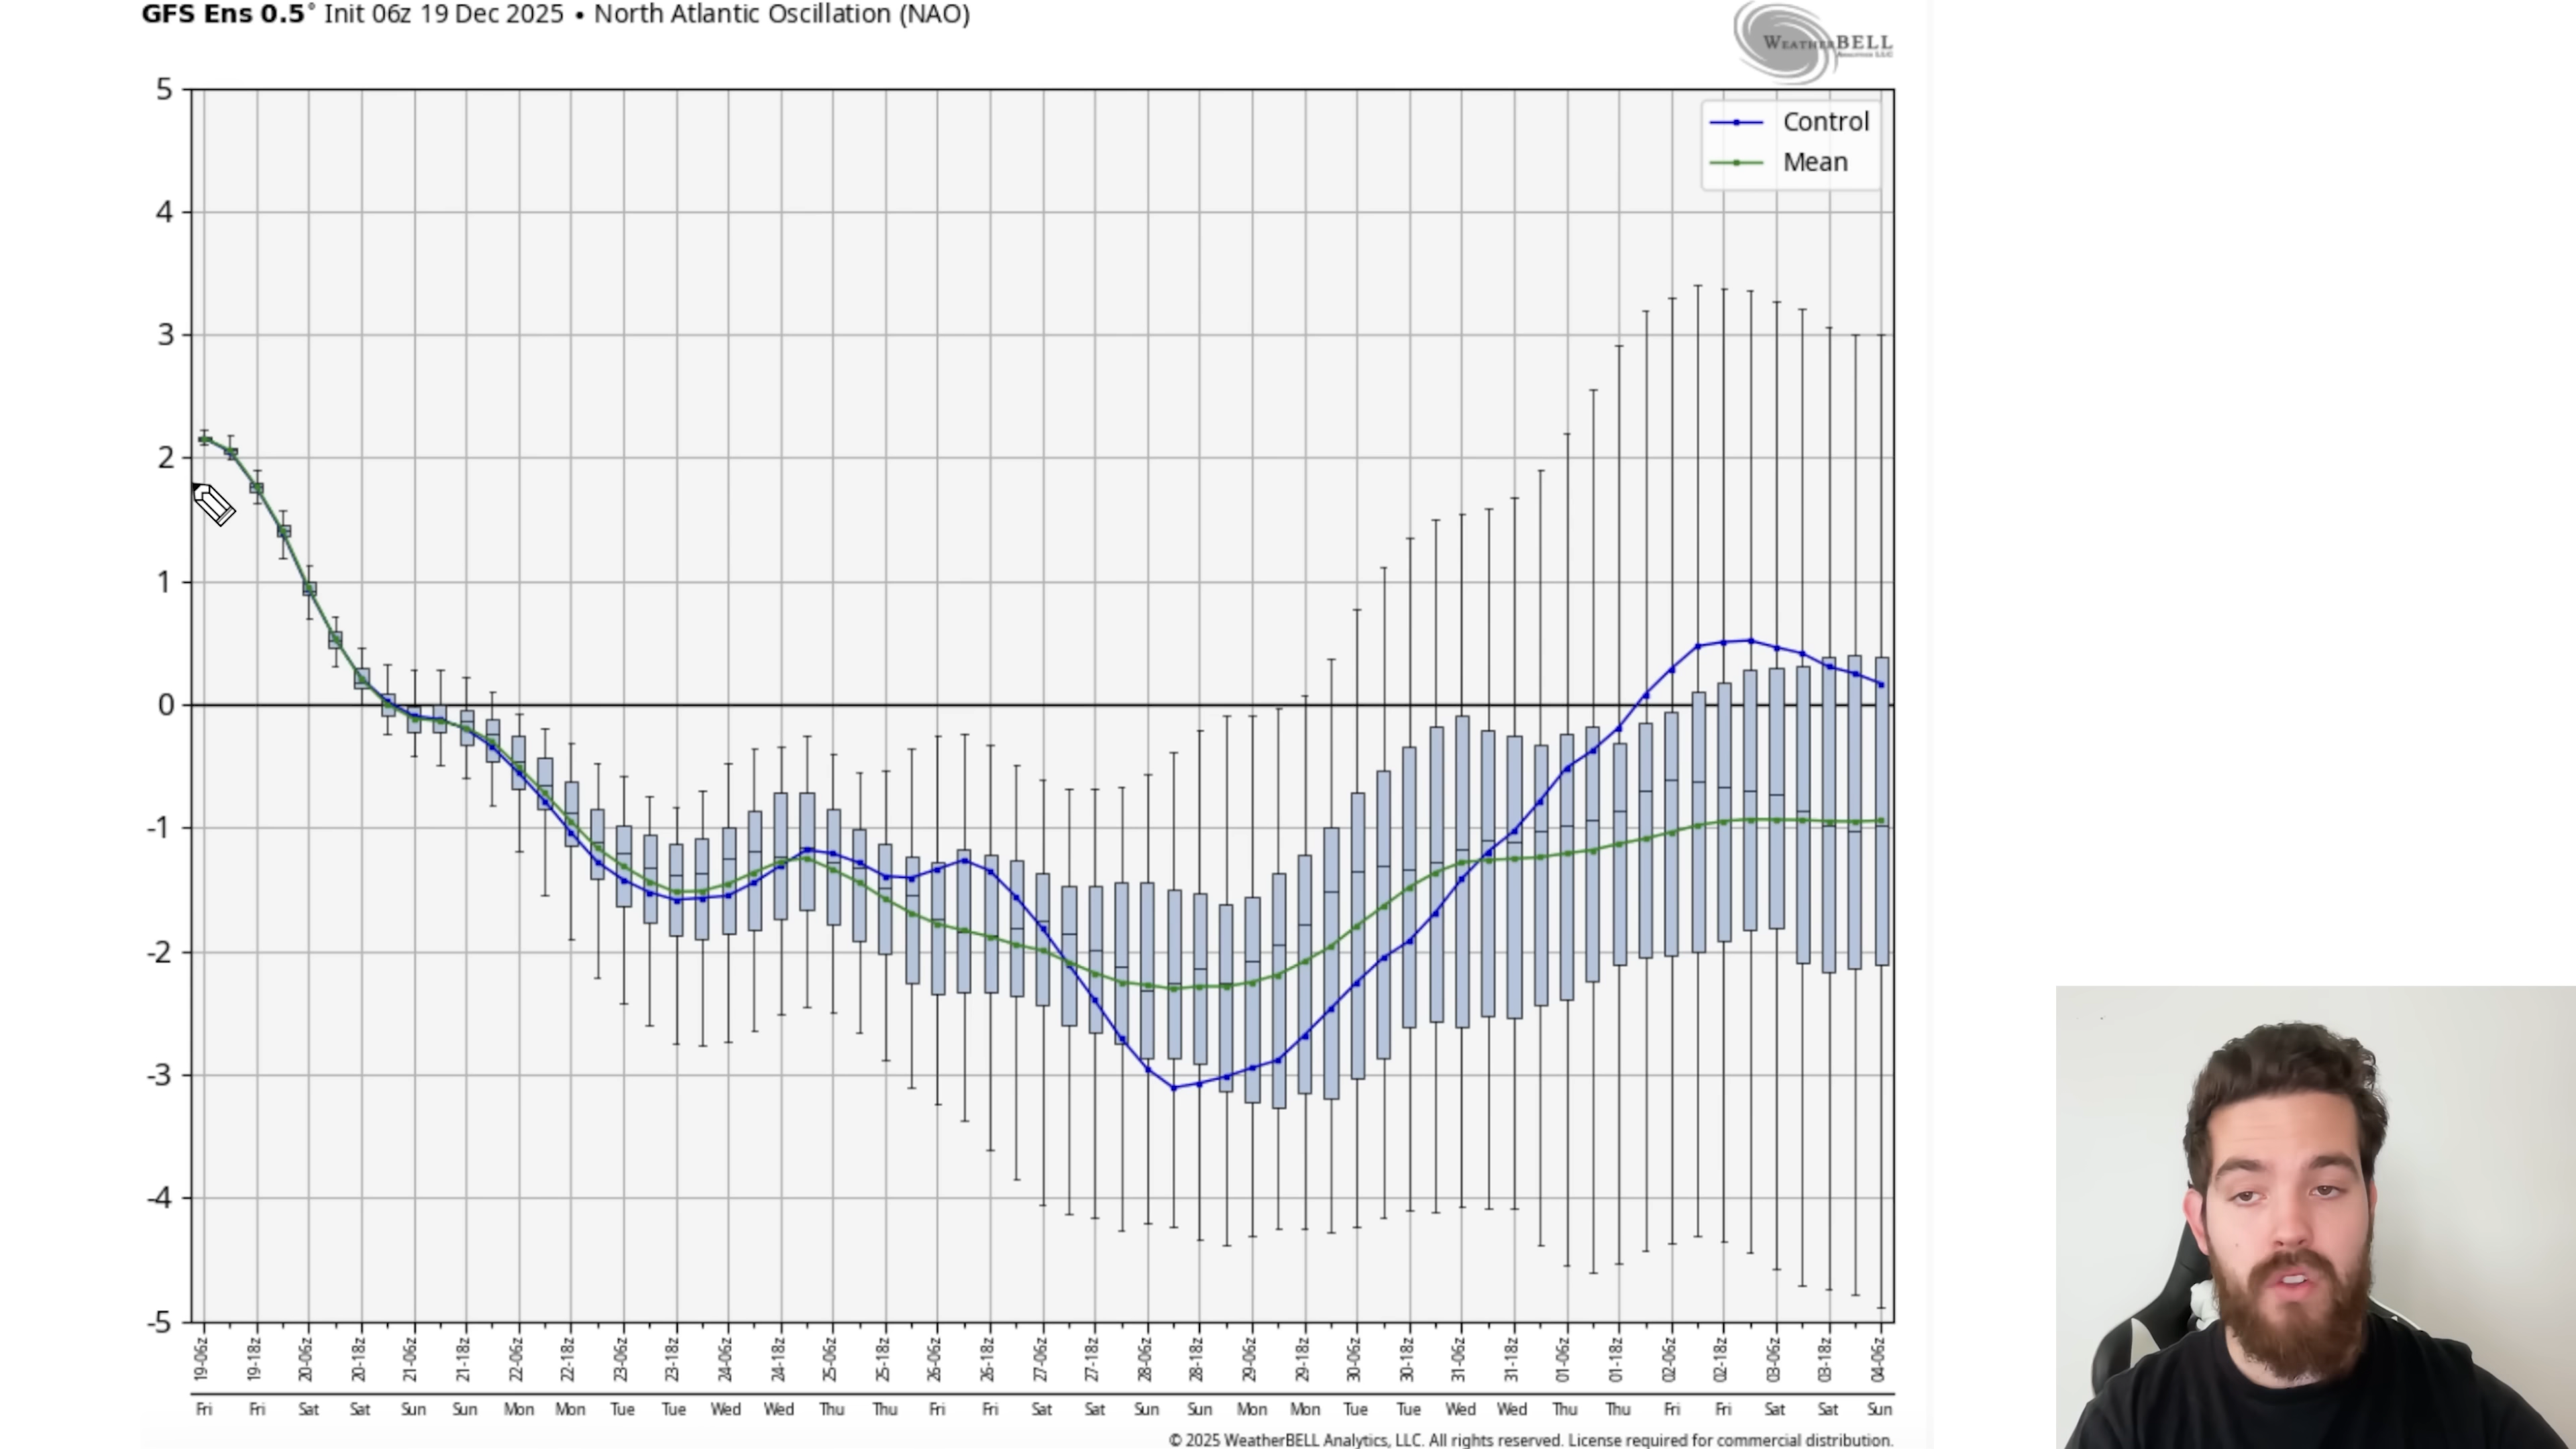 GFS Ens 0.5° Init 06z 19 Dec 2025 • North Atlantic Oscillation (NAO)
WEATHERBELL
ANALYTICS LLC
Control
Mean
5
4
3
2
1
0
-1
-2
-3
-4
-5
19-06z 19-18z 20-06z 20-18z 21-06z 21-18z 22-06z 22-18z 23-06z 23-18z 24-06z 24-18z 25-06z 25-18z 26-06z 26-18z 27-06z 27-18z 28-06z 28-18z 29-06z 29-18z 30-06z 30-18z 31-06z 31-18z 01-06z 01-18z 02-06z 02-18z 03-06z 03-18z 04-06z
Fri Fri Sat Sat Sun Sun Mon Mon Tue Tue Wed Wed Thu Thu Fri Fri Sat Sat Sun Sun Mon Mon Tue Tue Wed Wed Thu Thu Fri Fri Sat Sat Sun
© 2025 WeatherBELL Analytics, LLC. All rights reserved. License required for commercial distribution.